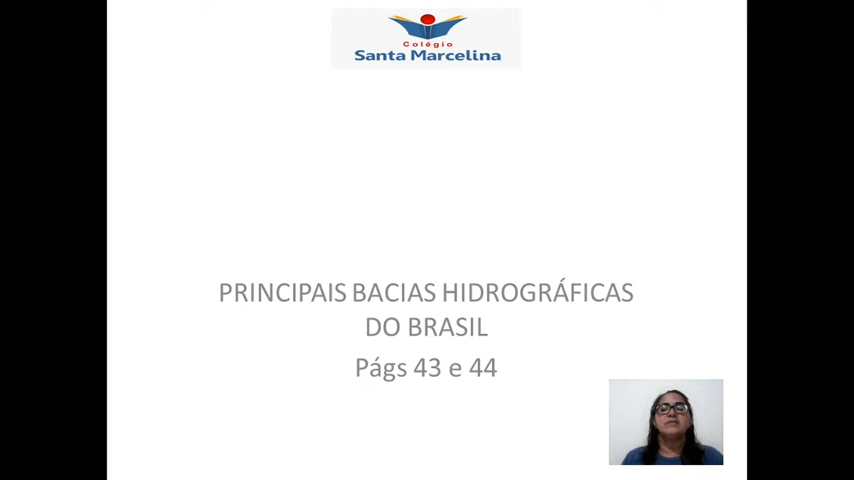 Colégio
Santa Marcelina
PRINCIPAIS BACIAS HIDROGRÁFICAS
DO BRASIL
Págs 43 e 44